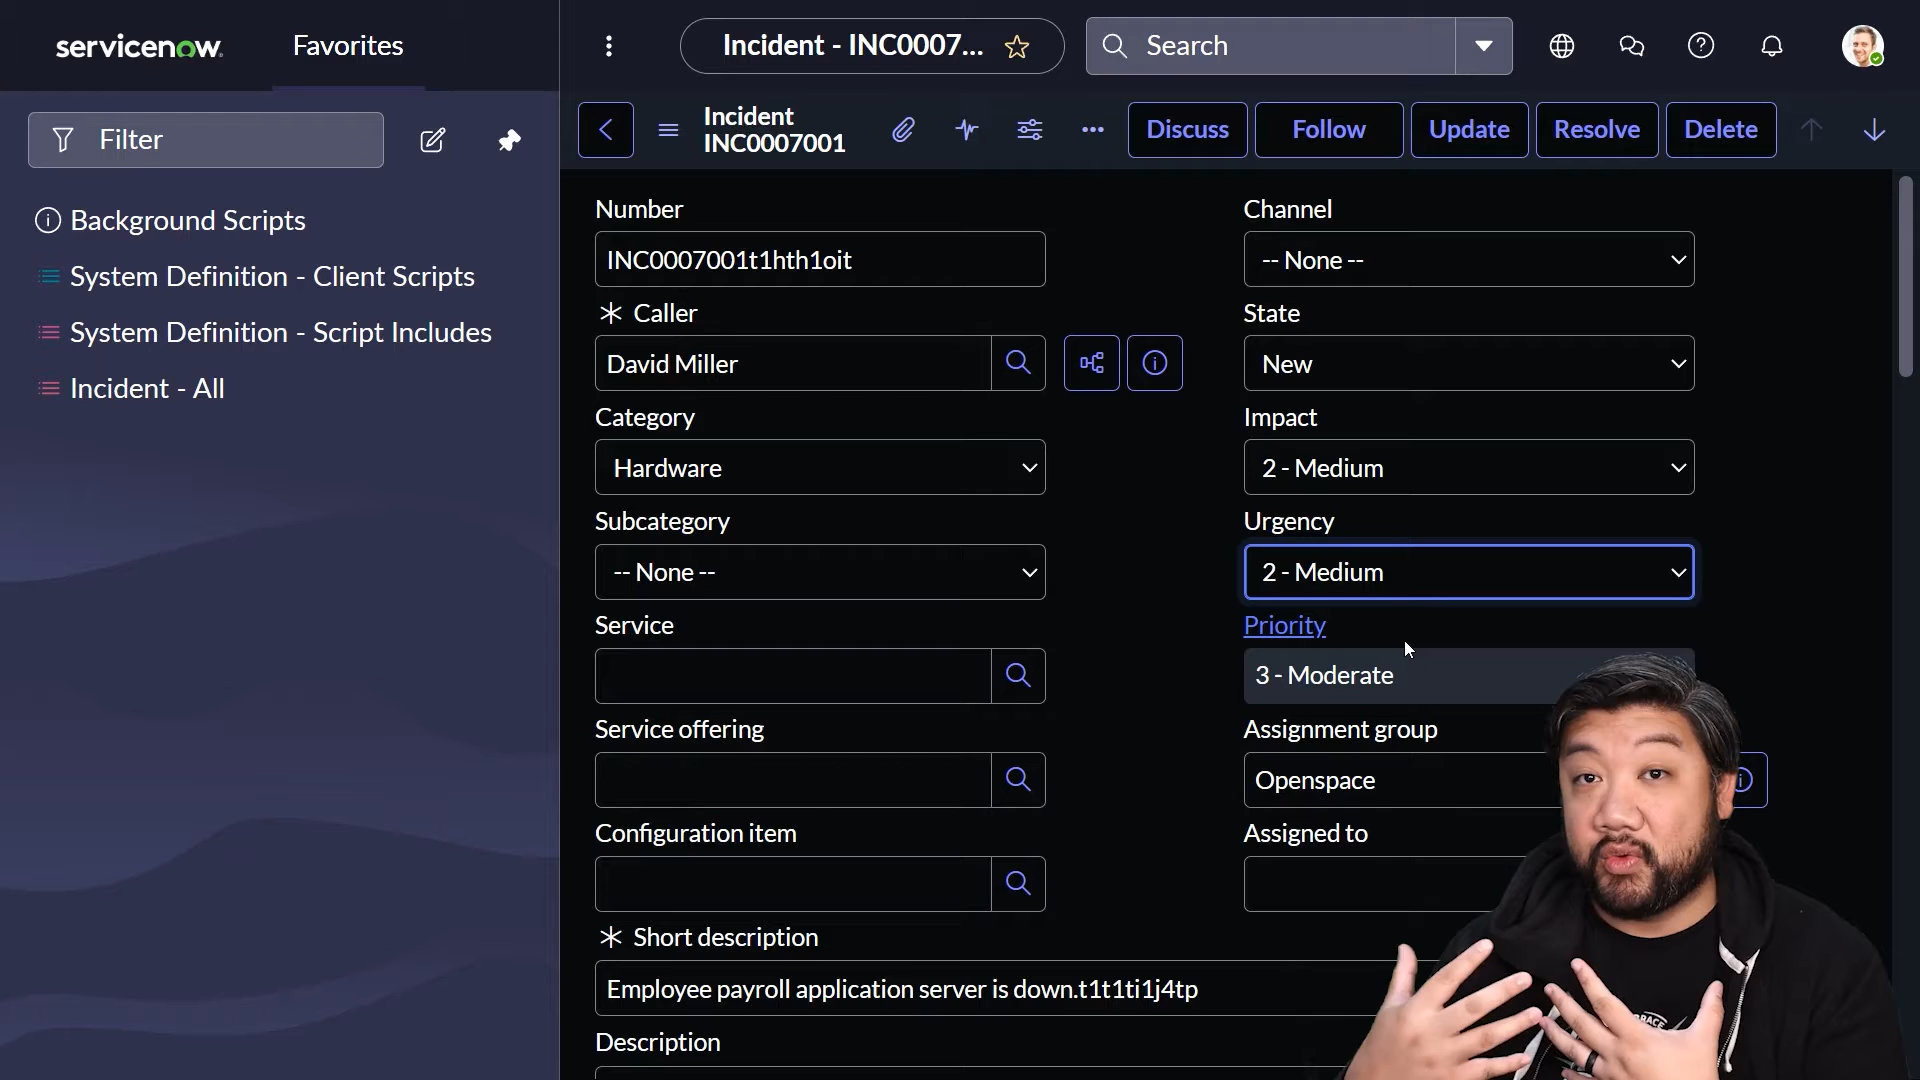 servicenow
Favorites
Incident - INC0007...
Search
Filter
Incident
INC0007001
Discuss
Follow
Update
Resolve
Delete
Background Scripts
System Definition - Client Scripts
System Definition - Script Includes
Incident - All
Number
INC0007001t1hth1oit
Channel
-- None --
Caller
David Miller
State
New
Category
Hardware
Impact
2 - Medium
Subcategory
-- None --
Urgency
2 - Medium
Service
Priority
3 - Moderate
Service offering
Assignment group
Openspace
Configuration item
Assigned to
Short description
Employee payroll application server is down.t1t1ti1j4tp
Description